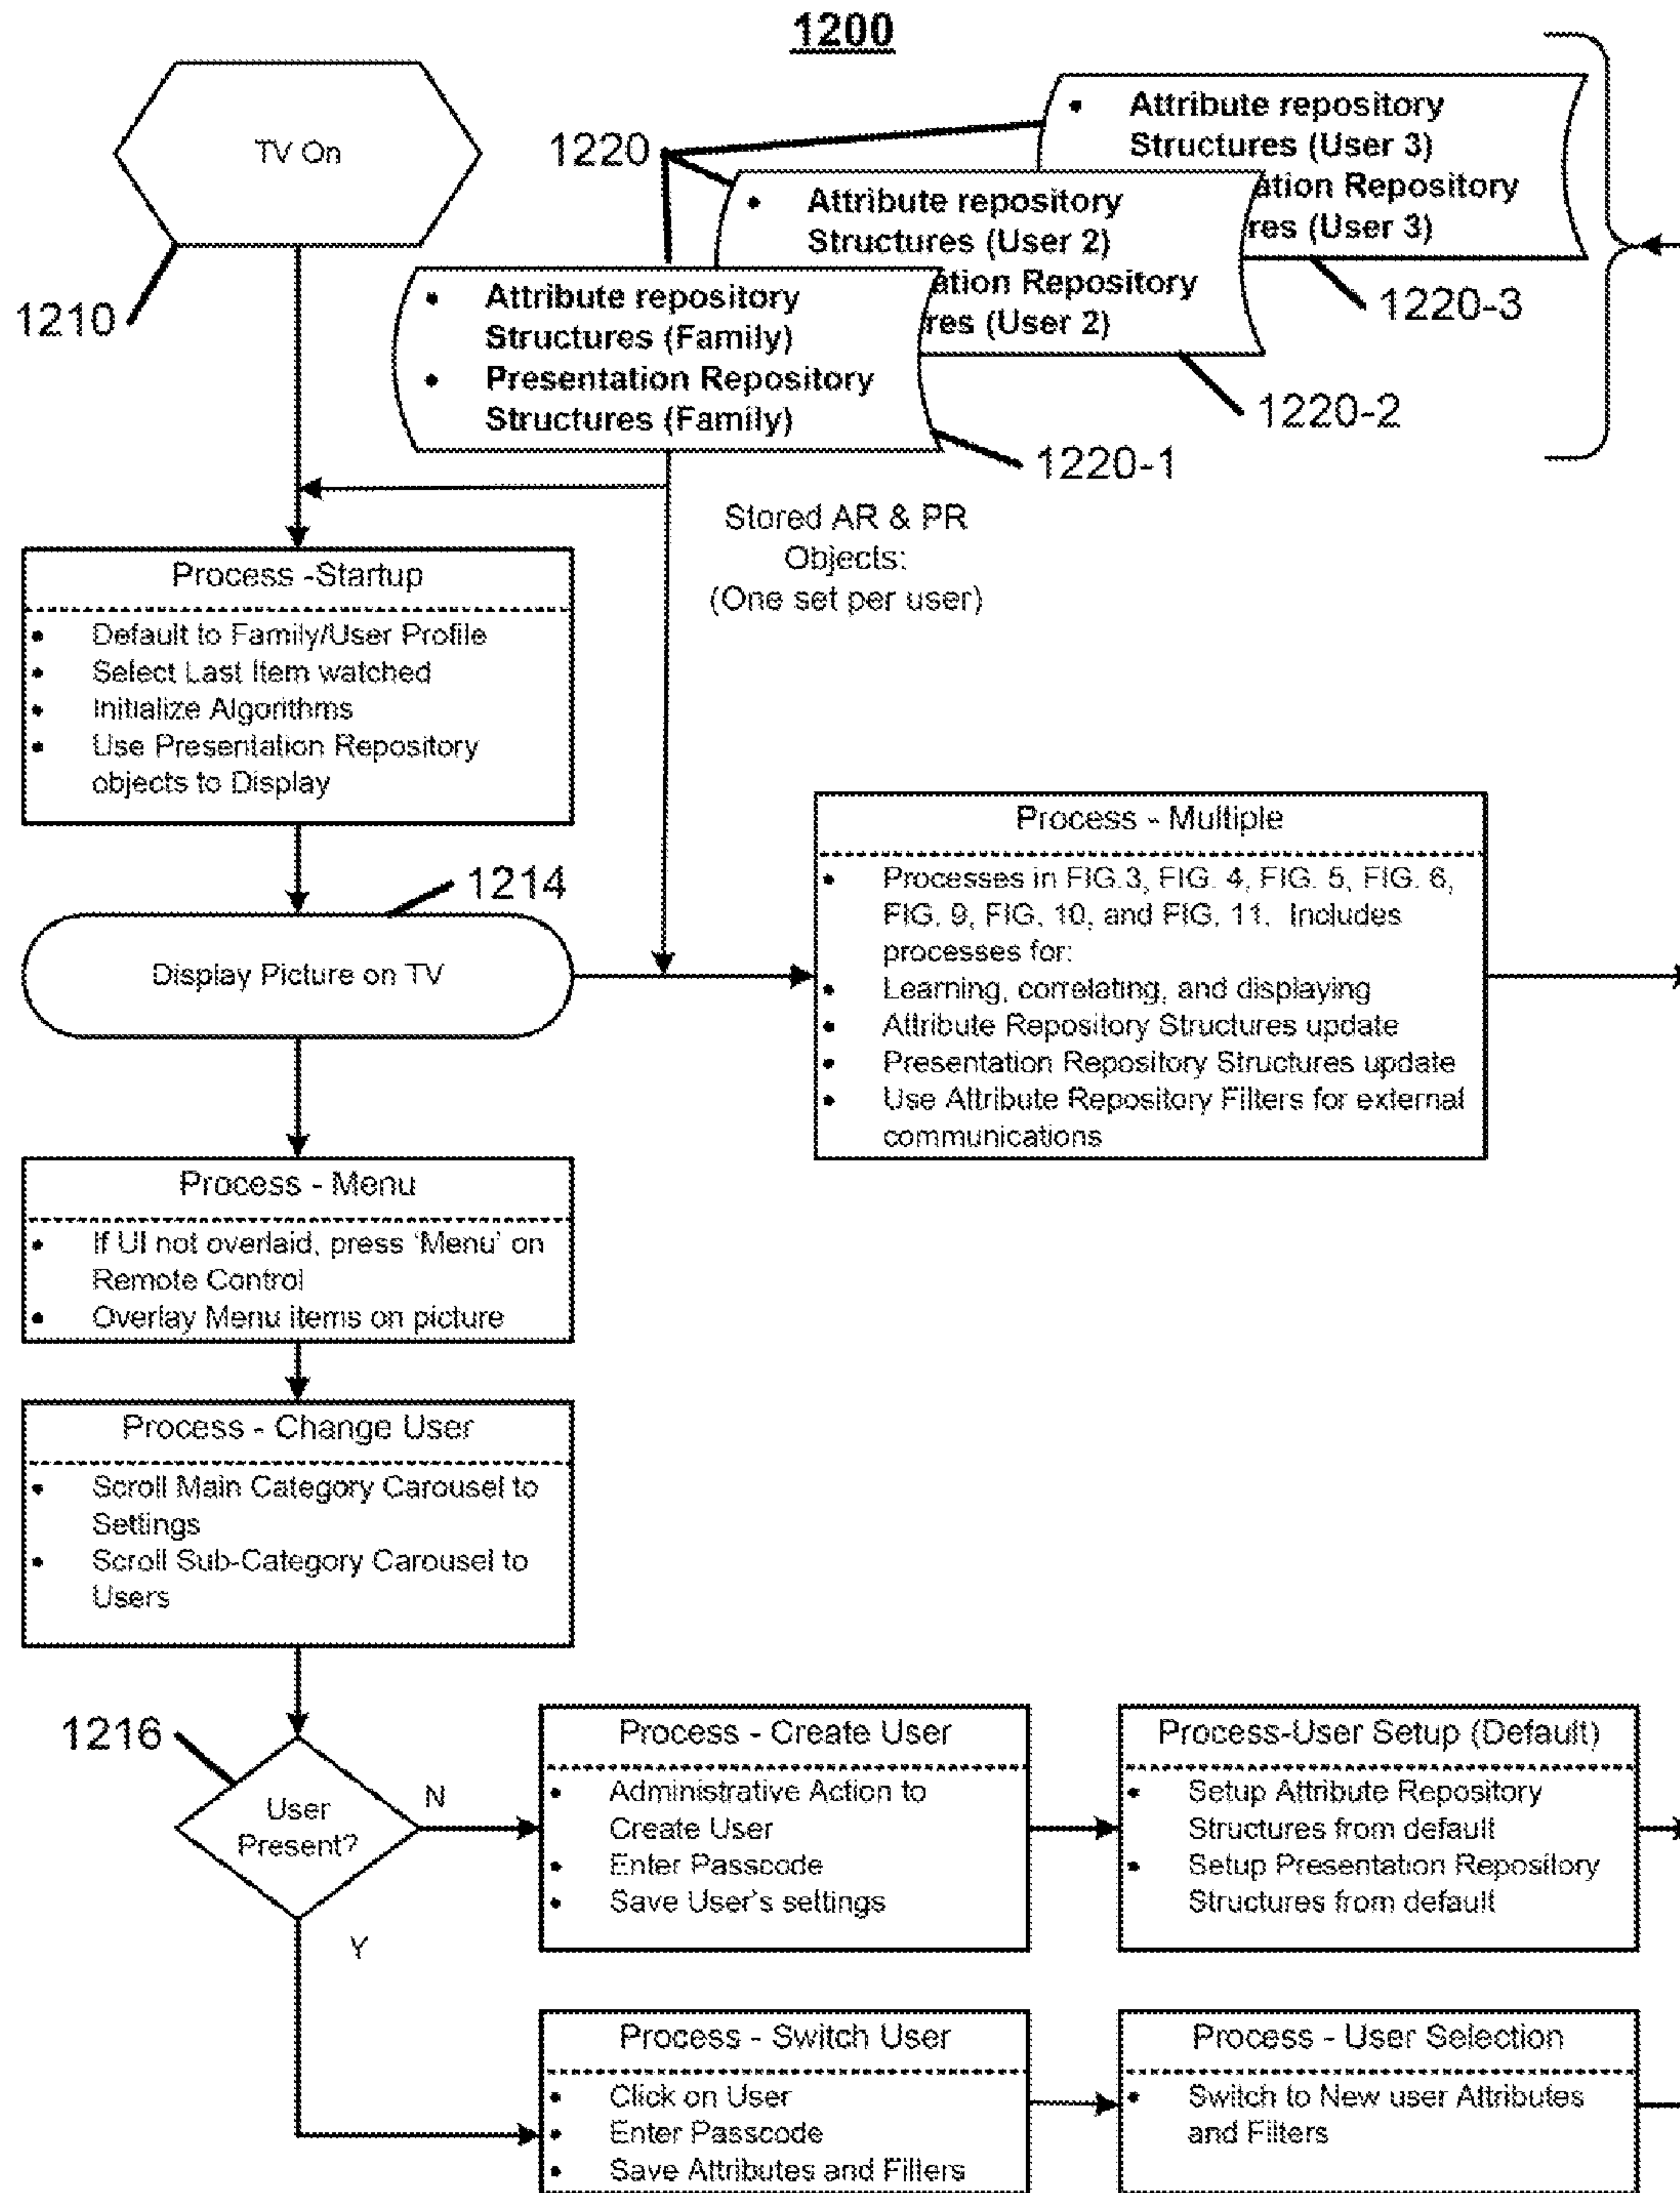 1200
TV On
1210
1220
• Attribute repository
Structures (User 3)
ation Repository
res (User 3)
1220-3
• Attribute repository
Structures (User 2)
ation Repository
res (User 2)
1220-2
• Attribute repository
Structures (Family)
• Presentation Repository
Structures (Family)
1220-1
Stored AR & PR
Objects:
(One set per user)
Process -Startup
• Default to Family/User Profile
• Select Last Item watched
• Initialize Algorithms
• Use Presentation Repository
objects to Display
1214
Display Picture on TV
Process - Multiple
• Processes in FIG.3, FIG. 4, FIG. 5, FIG. 6,
FIG. 9, FIG. 10, and FIG. 11. Includes
processes for:
• Learning, correlating, and displaying
• Attribute Repository Structures update
• Presentation Repository Structures update
• Use Attribute Repository Filters for external
communications
Process - Menu
• If UI not overlaid, press ‘Menu’ on
Remote Control
• Overlay Menu items on picture
Process - Change User
• Scroll Main Category Carousel to
Settings
• Scroll Sub-Category Carousel to
Users
1216
User
Present?
N
Y
Process - Create User
• Administrative Action to
Create User
• Enter Passcode
• Save User's settings
Process-User Setup (Default)
• Setup Attribute Repository
Structures from default
• Setup Presentation Repository
Structures from default
Process - Switch User
• Click on User
• Enter Passcode
• Save Attributes and Filters
Process - User Selection
• Switch to New user Attributes
and Filters